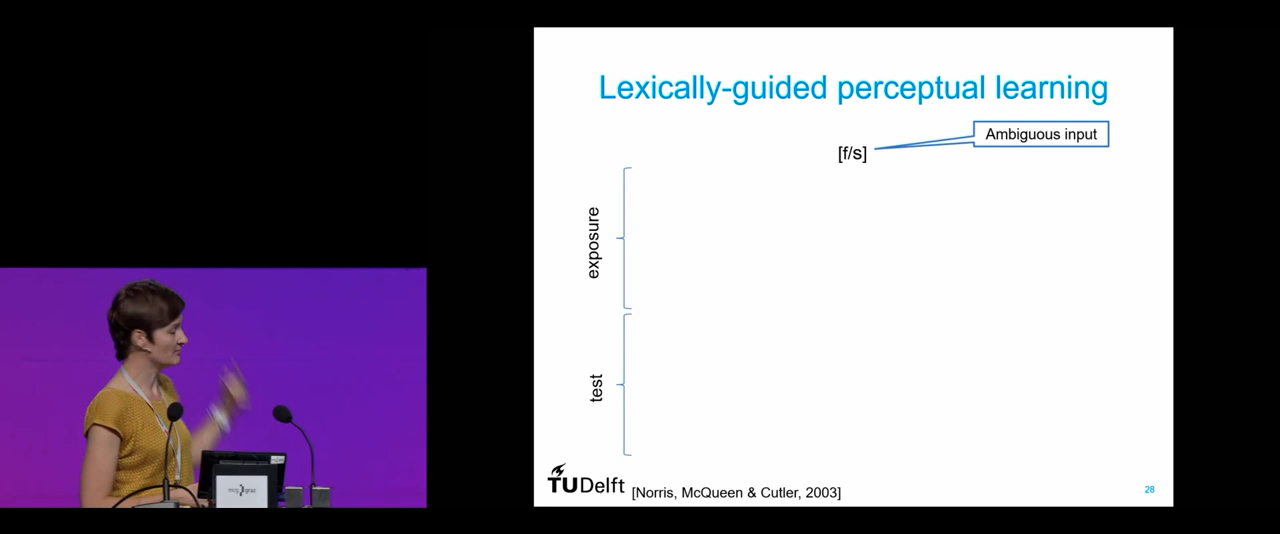 Lexically-guided perceptual learning
Ambiguous input
[f/s]
exposure
test
TUDelft
[Norris, McQueen & Cutler, 2003]
28